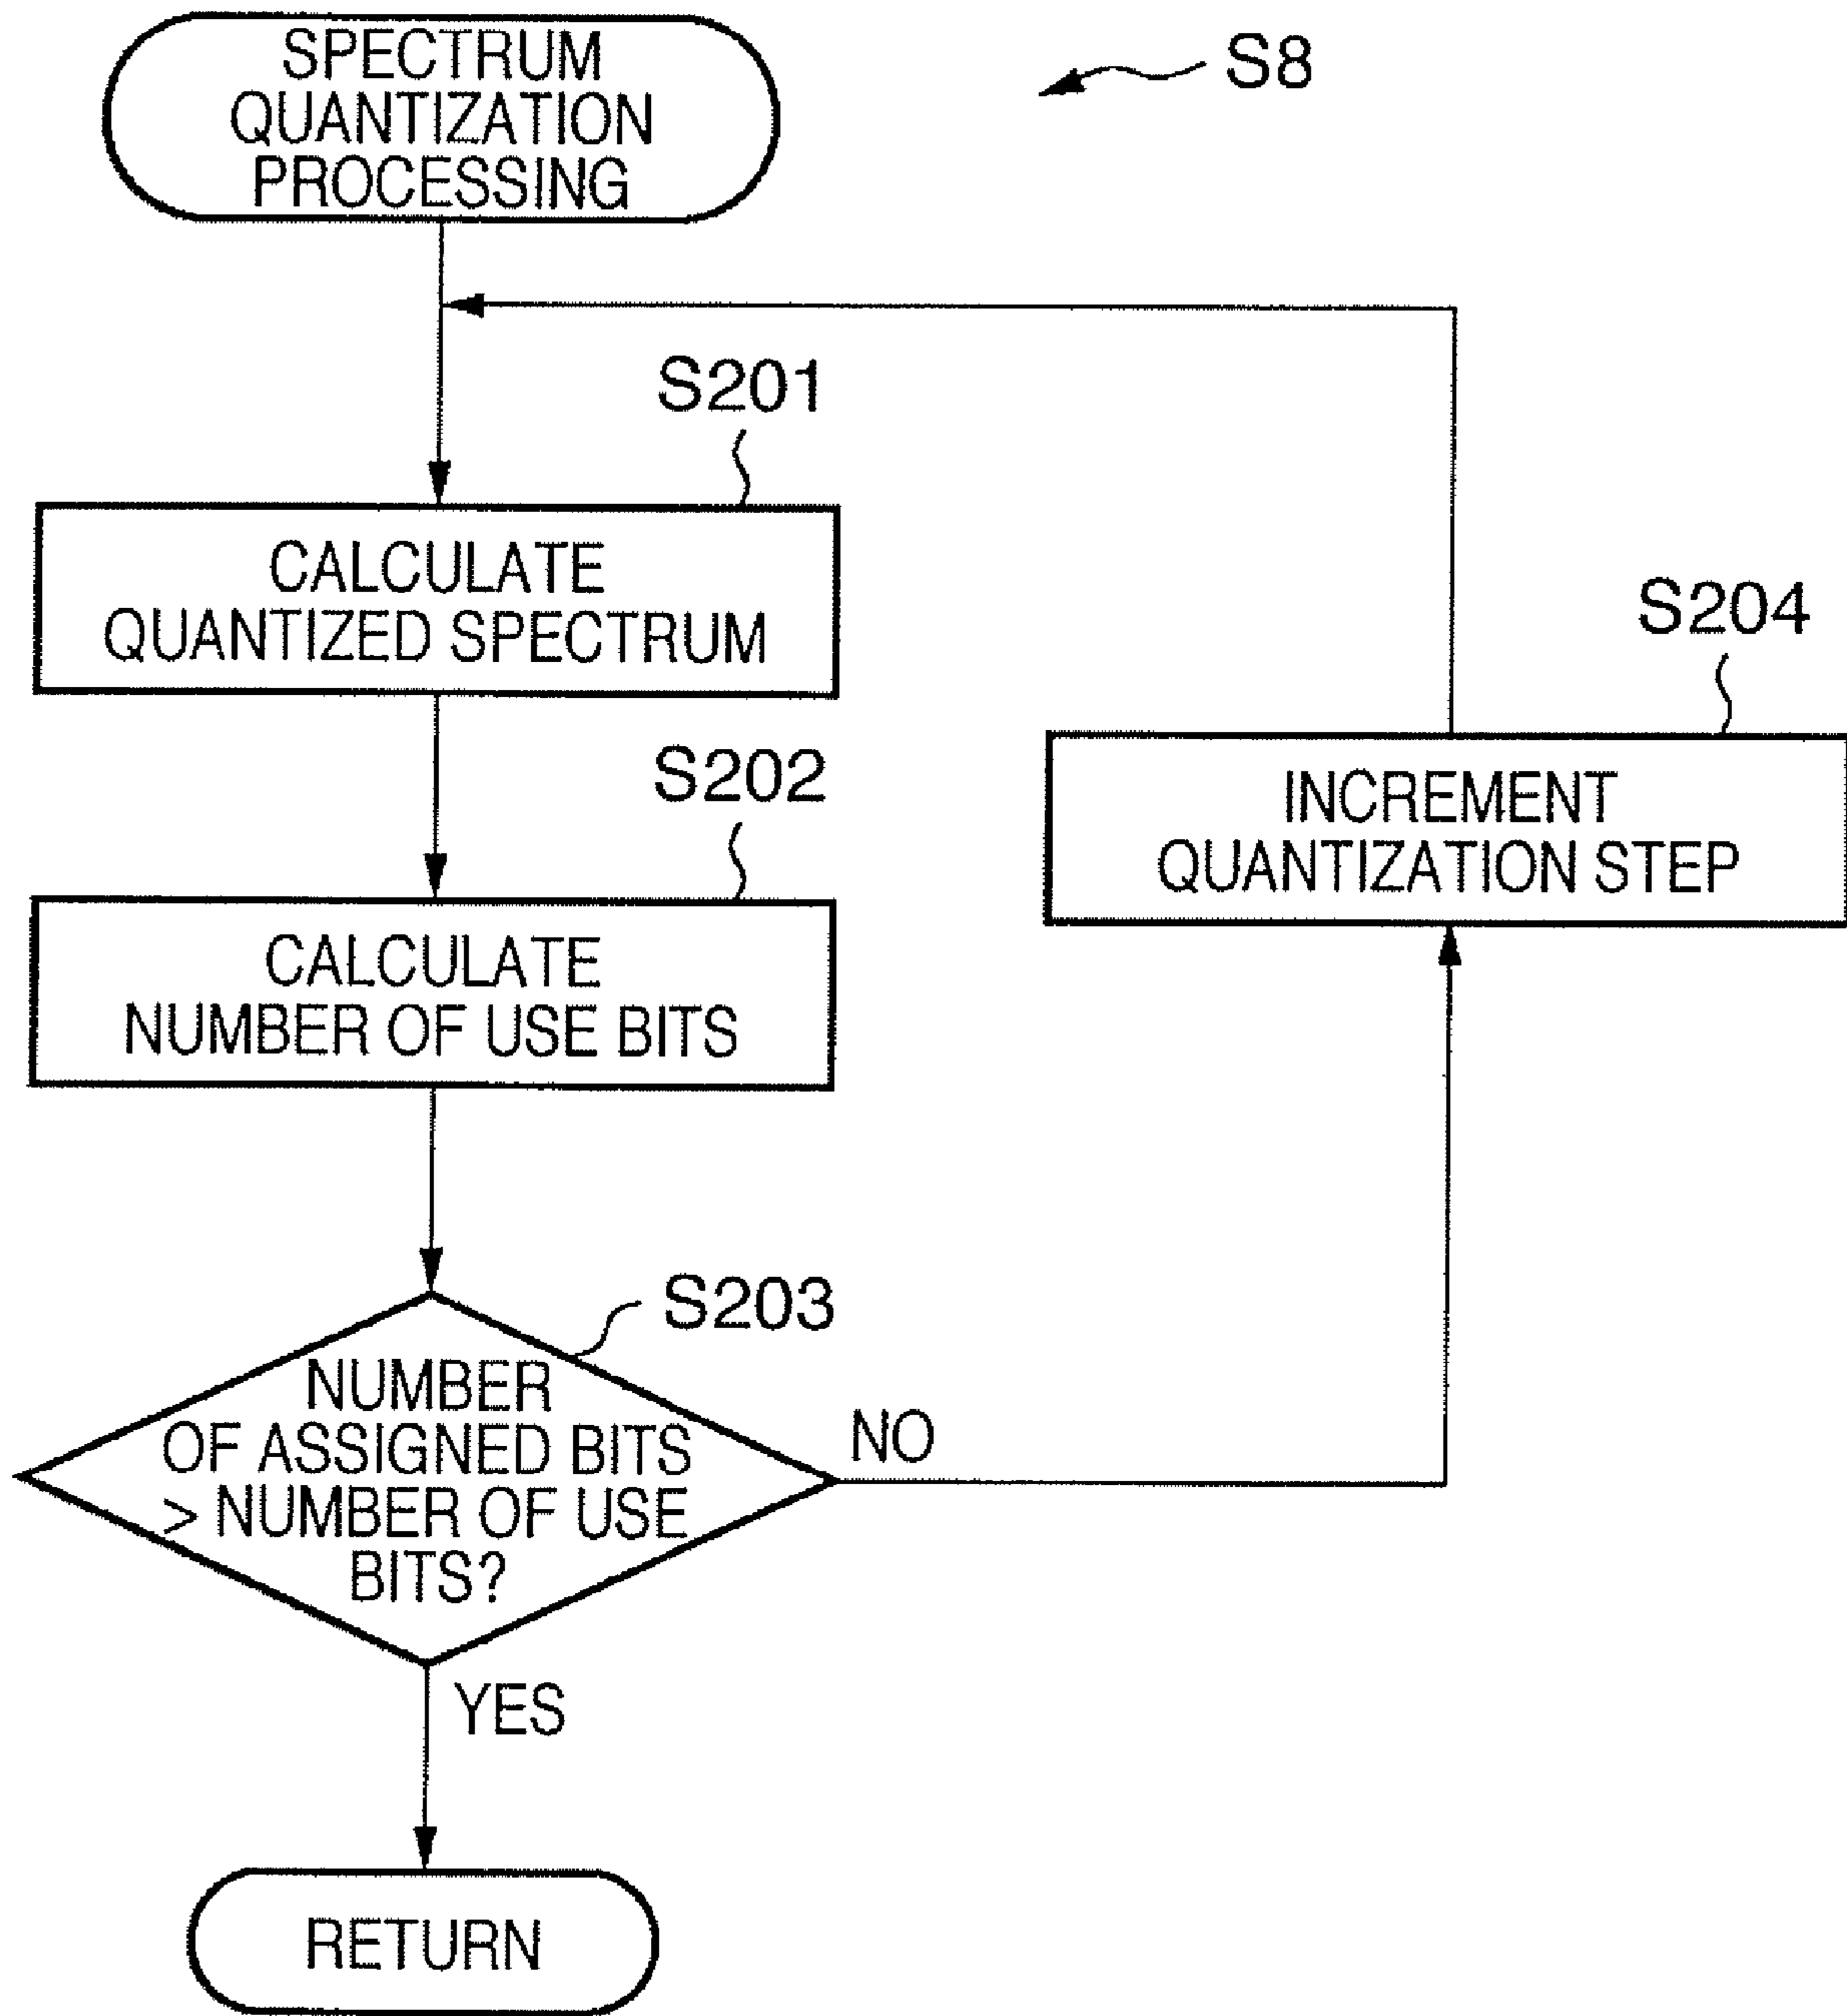 SPECTRUM
QUANTIZATION
PROCESSING
S8
S201
CALCULATE
QUANTIZED SPECTRUM
S204
INCREMENT
QUANTIZATION STEP
S202
CALCULATE
NUMBER OF USE BITS
S203
NUMBER
OF ASSIGNED BITS
> NUMBER OF USE
BITS?
NO
YES
RETURN